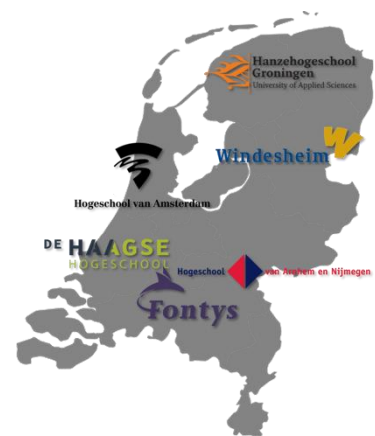 Hanzehogeschool
Groningen
University of Applied Sciences
Windesheim
Hogeschool van Amsterdam
DE HAAGSE
HOGESCHOOL
Hogeschool van Arnhem en Nijmegen
Fontys